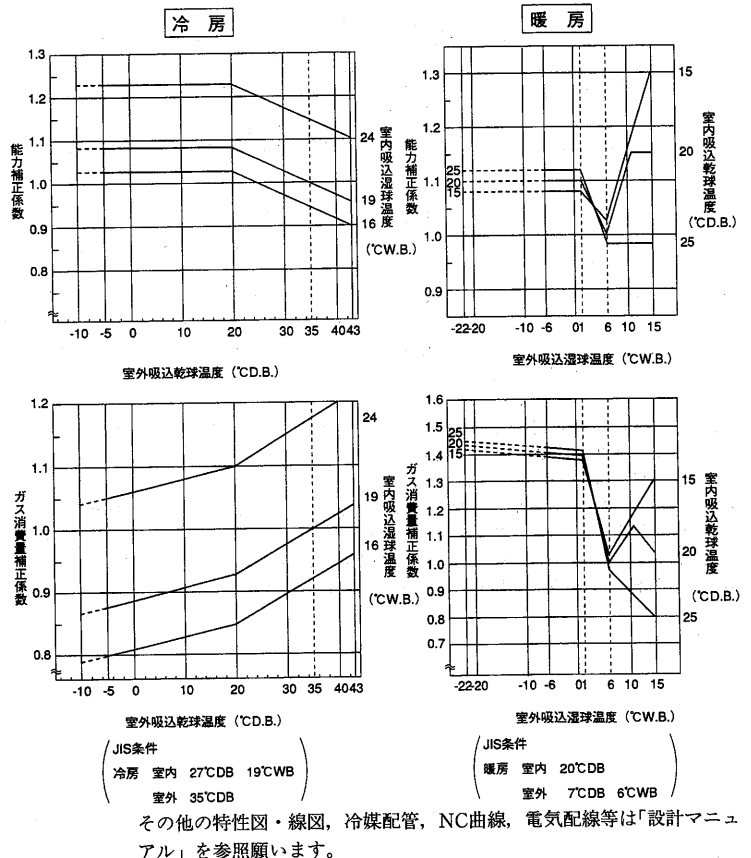 冷 房
1.3
1.2
1.1
1.0
0.9
0.8
能力補正係数
-10 -5 0 10 20 30 35 4043
室外吸込乾球温度（℃D.B.）
24
19
16
室内吸込湿球温度
（℃W.B.）
暖 房
1.3
1.2
1.1
1.0
0.9
能力補正係数
25
20
15
-22-20 -10 -6 01 6 10 15
室外吸込湿球温度（℃W.B.）
15
20
25
室内吸込乾球温度
（℃D.B.）
1.2
1.1
1.0
0.9
0.8
ガス消費量補正係数
-10 -5 0 10 20 30 35 4043
室外吸込乾球温度（℃D.B.）
24
19
16
室内吸込湿球温度
（℃W.B.）
JIS条件
冷房 室内 27℃DB 19℃WB
室外 35℃DB
1.6
1.5
1.4
1.3
1.2
1.1
1.0
0.9
0.8
0.7
ガス消費量補正係数
25
20
15
-22-20 -10 -6 01 6 10 15
室外吸込湿球温度（℃W.B.）
15
20
25
室内吸込乾球温度
（℃D.B.）
JIS条件
暖房 室内 20℃DB
室外 7℃DB 6℃WB
その他の特性図・線図，冷媒配管，NC曲線，電気配線等は「設計マニュ
アル」を参照願います。